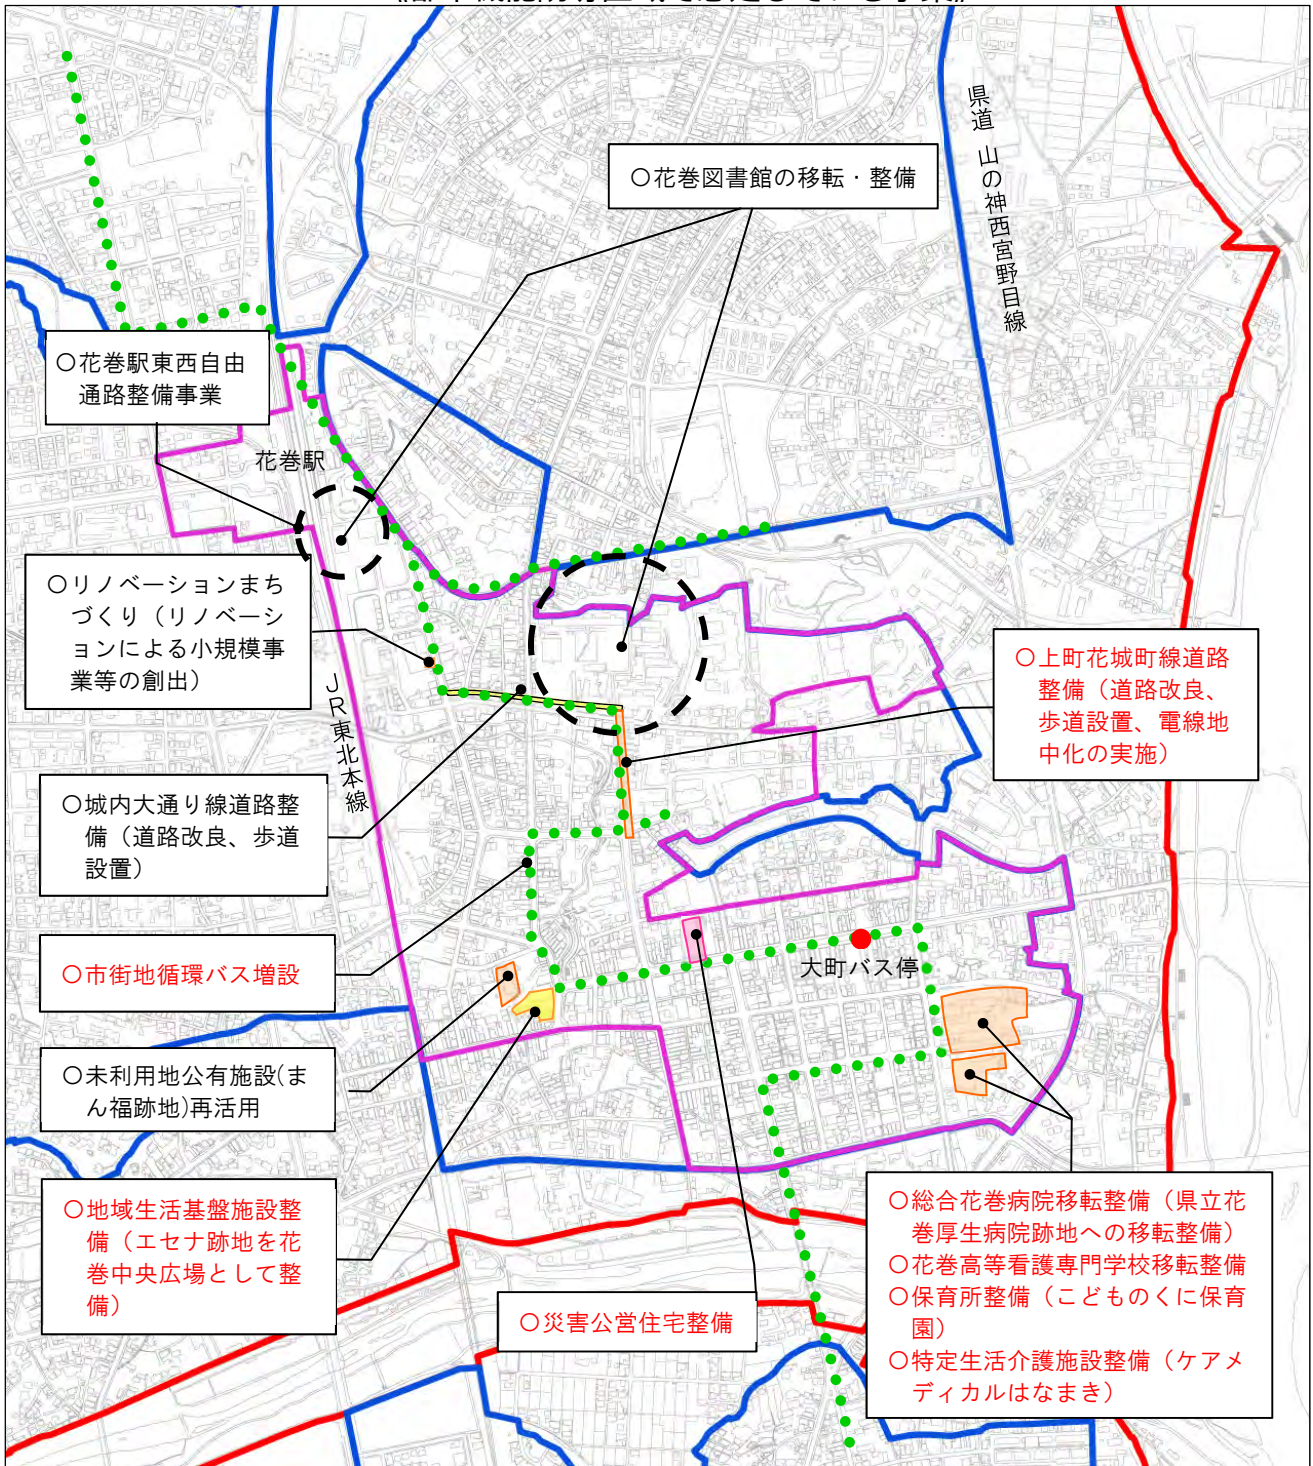 県道 山の神西宮野目線
〇花巻図書館の移転・整備
〇花巻駅東西自由
通路整備事業
花巻駅
〇リノベーションまち
づくり（リノベーシ
ョンによる小規模事
業等の創出）
JR東北本線
〇上町花城町線道路
整備（道路改良、
歩道設置、電線地
中化の実施）
〇城内大通り線道路整
備（道路改良、歩道
設置）
〇市街地循環バス増設
大町バス停
〇未利用地公有施設(ま
ん福跡地)再活用
〇地域生活基盤施設整
備（エセナ跡地を花
巻中央広場として整
備）
〇災害公営住宅整備
〇総合花巻病院移転整備（県立花
巻厚生病院跡地への移転整備）
〇花巻高等看護専門学校移転整備
〇保育所整備（こどものくに保育
園）
〇特定生活介護施設整備（ケアメ
ディカルはなまき）